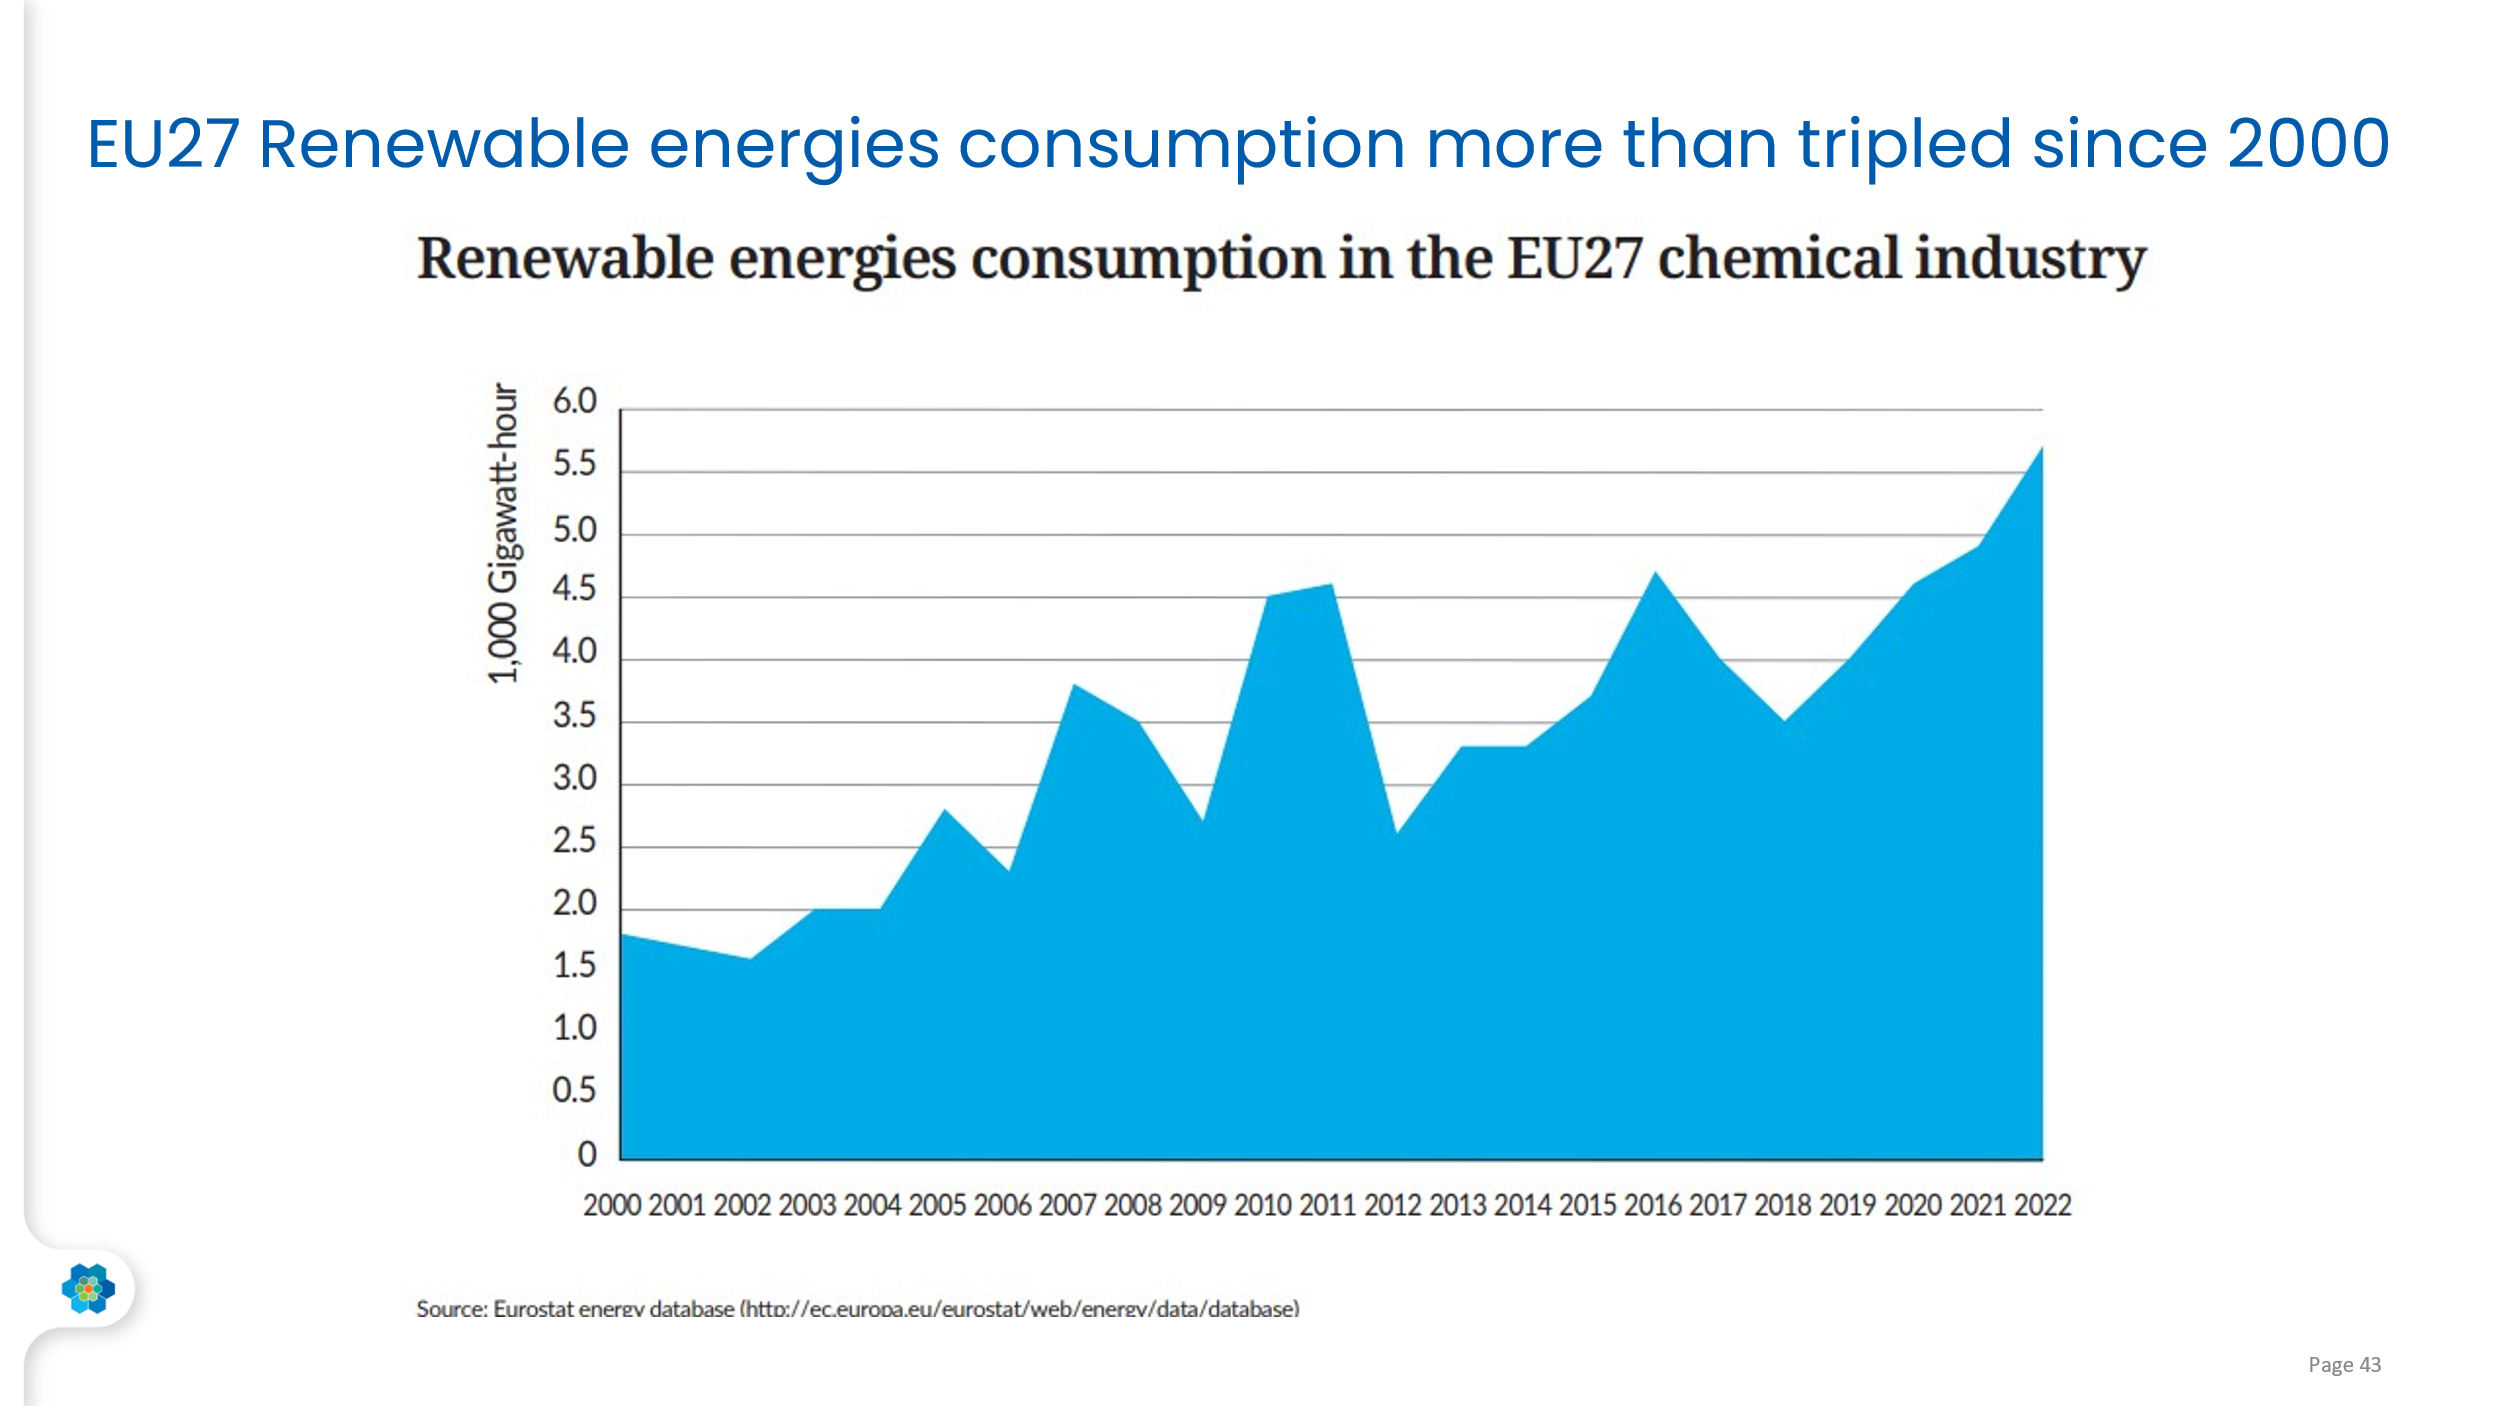 EU27 Renewable energies consumption more than tripled since 2000
Renewable energies consumption in the EU27 chemical industry
1,000 Gigawatt-hour
6.0
5.5
5.0
4.5
4.0
3.5
3.0
2.5
2.0
1.5
1.0
0.5
0
2000 2001 2002 2003 2004 2005 2006 2007 2008 2009 2010 2011 2012 2013 2014 2015 2016 2017 2018 2019 2020 2021 2022
Source: Eurostat energy database (http://ec.europa.eu/eurostat/web/energy/data/database)
Page 43